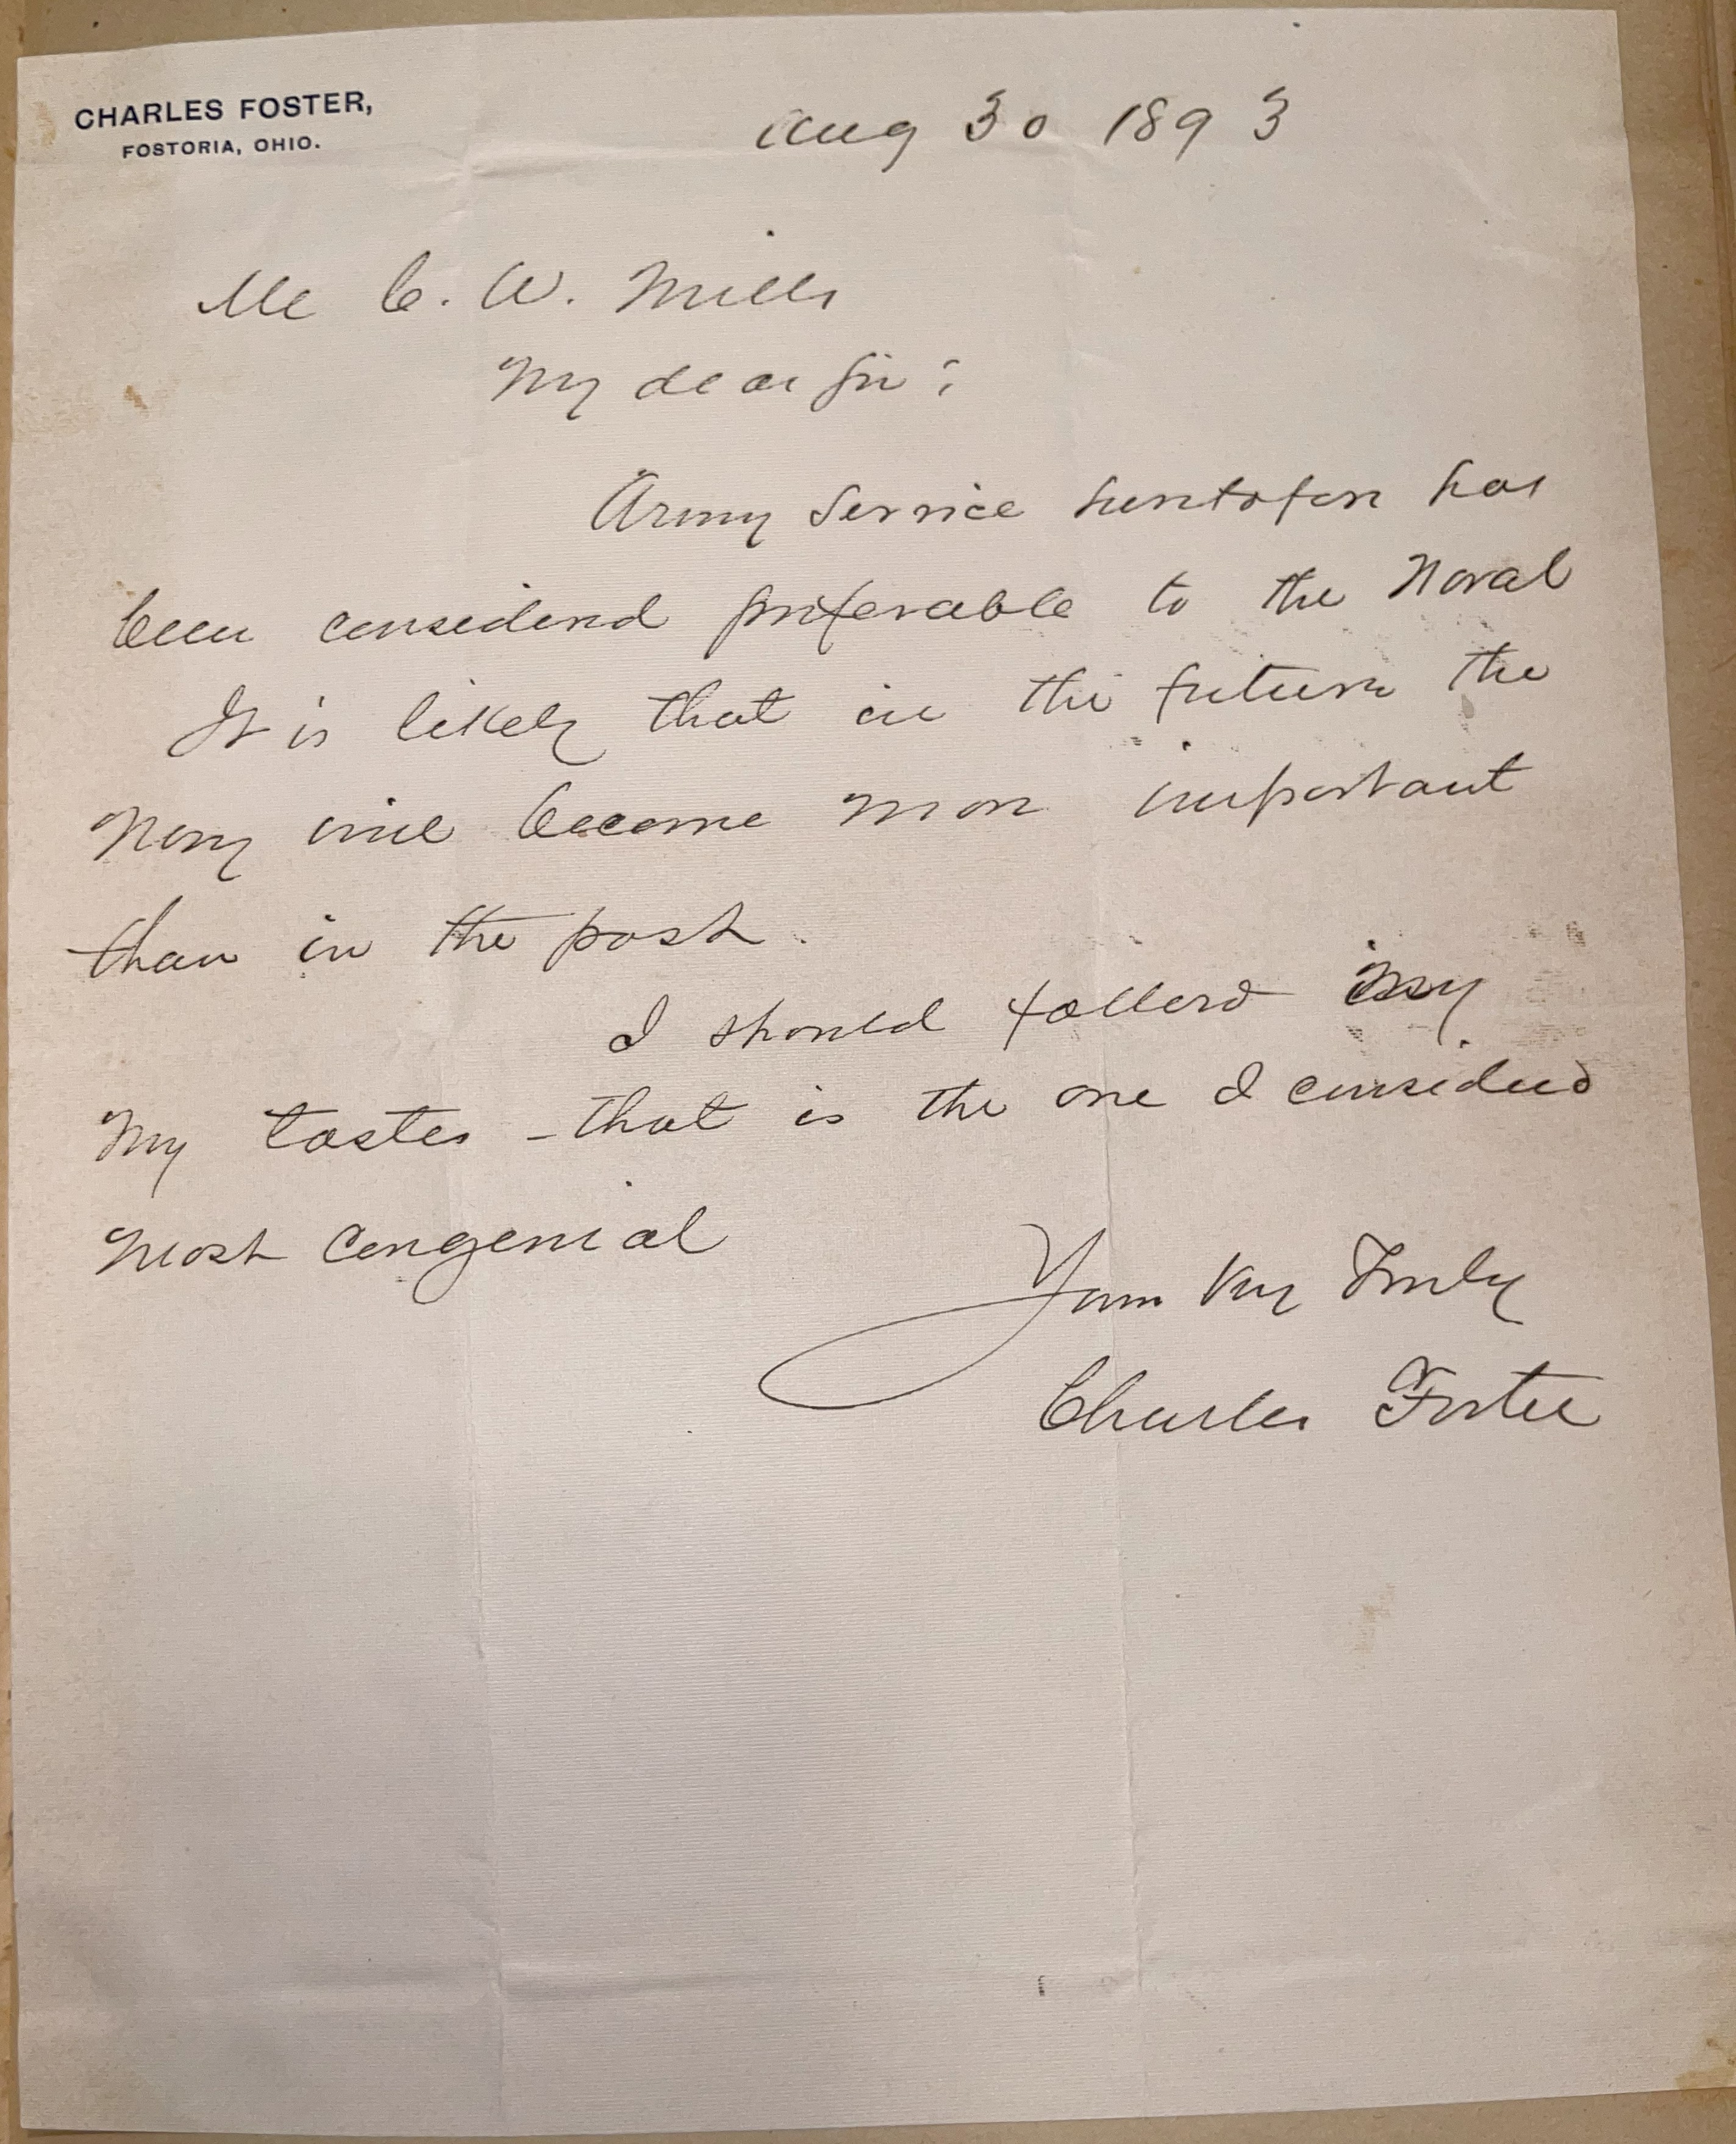 CHARLES FOSTER,
FOSTORIA, OHIO.
Aug 30 1893
Mr C. W. Mills
My dear Sir:
Army Service heretofore has
been considered preferable to the Naval
It is likely that in the future the
Navy will become more important
than in the past.
I should follow my
my tastes - that is the one I considered
most congenial
Yours Very Truly
Charles Foster